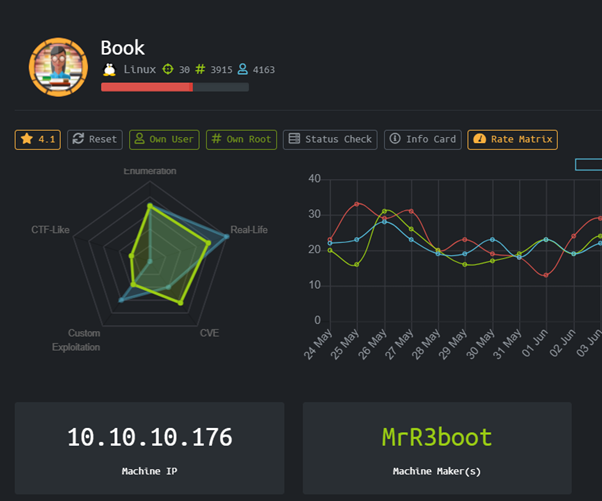 Book
Linux 30 # 3915 4163
4.1 Reset Own User # Own Root Status Check Info Card Rate Matrix
Enumeration
CTF-Like
Real-Life
Custom
Exploitation
CVE
40
30
20
10
0
24 May 25 May 26 May 27 May 28 May 29 May 30 May 31 May 01 Jun 02 Jun 03 Jun
10.10.10.176
Machine IP
MrR3boot
Machine Maker(s)